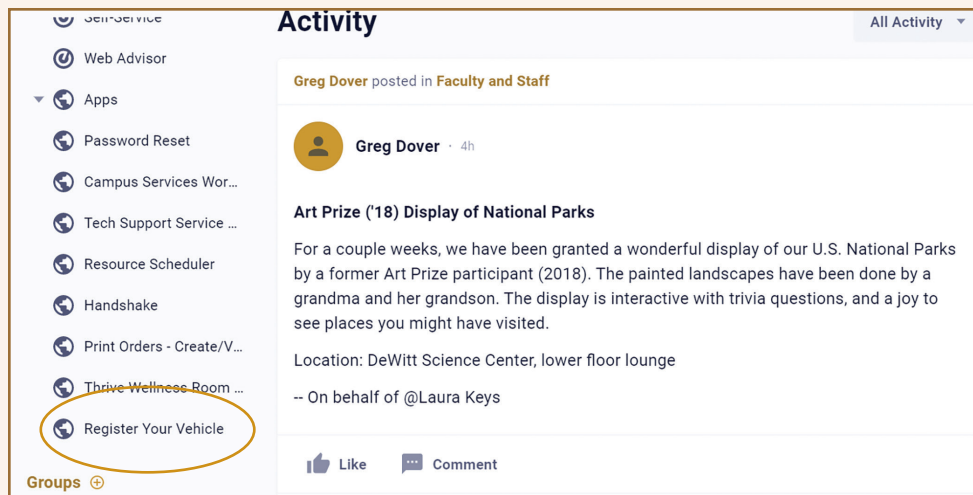 Self-Service
Web Advisor
Apps
Password Reset
Campus Services Wor...
Tech Support Service ...
Resource Scheduler
Handshake
Print Orders - Create/V...
Thrive Wellness Room ...
Register Your Vehicle
Groups
Activity
All Activity
Greg Dover posted in Faculty and Staff
Greg Dover · 4h
Art Prize ('18) Display of National Parks
For a couple weeks, we have been granted a wonderful display of our U.S. National Parks
by a former Art Prize participant (2018). The painted landscapes have been done by a
grandma and her grandson. The display is interactive with trivia questions, and a joy to
see places you might have visited.
Location: DeWitt Science Center, lower floor lounge
-- On behalf of @Laura Keys
Like
Comment